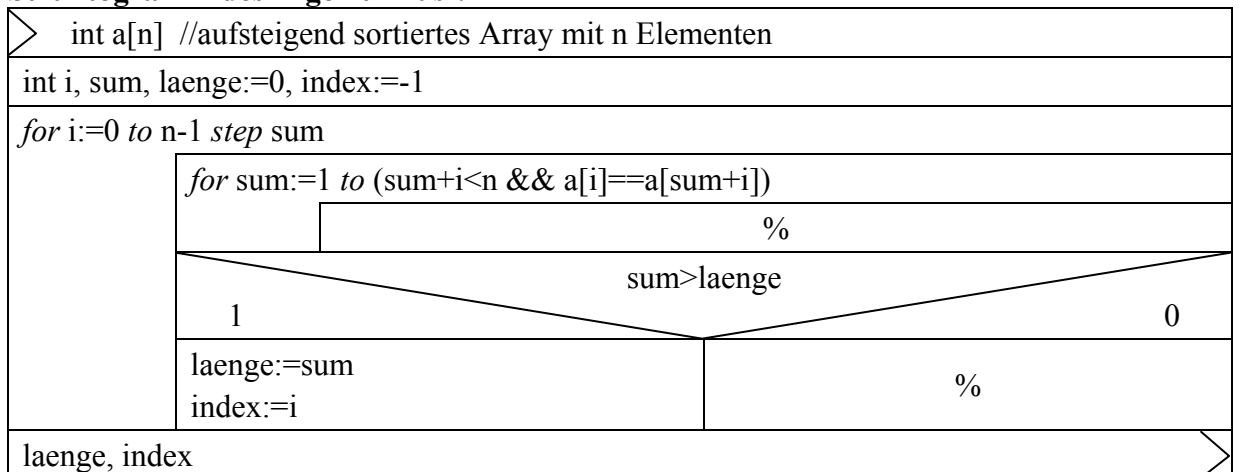 int a[n] //aufsteigend sortiertes Array mit n Elementen
int i, sum, laenge:=0, index:=-1
for i:=0 to n-1 step sum
for sum:=1 to (sum+i<n && a[i]==a[sum+i])
%
sum>laenge
1 0
laenge:=sum
index:=i
%
laenge, index